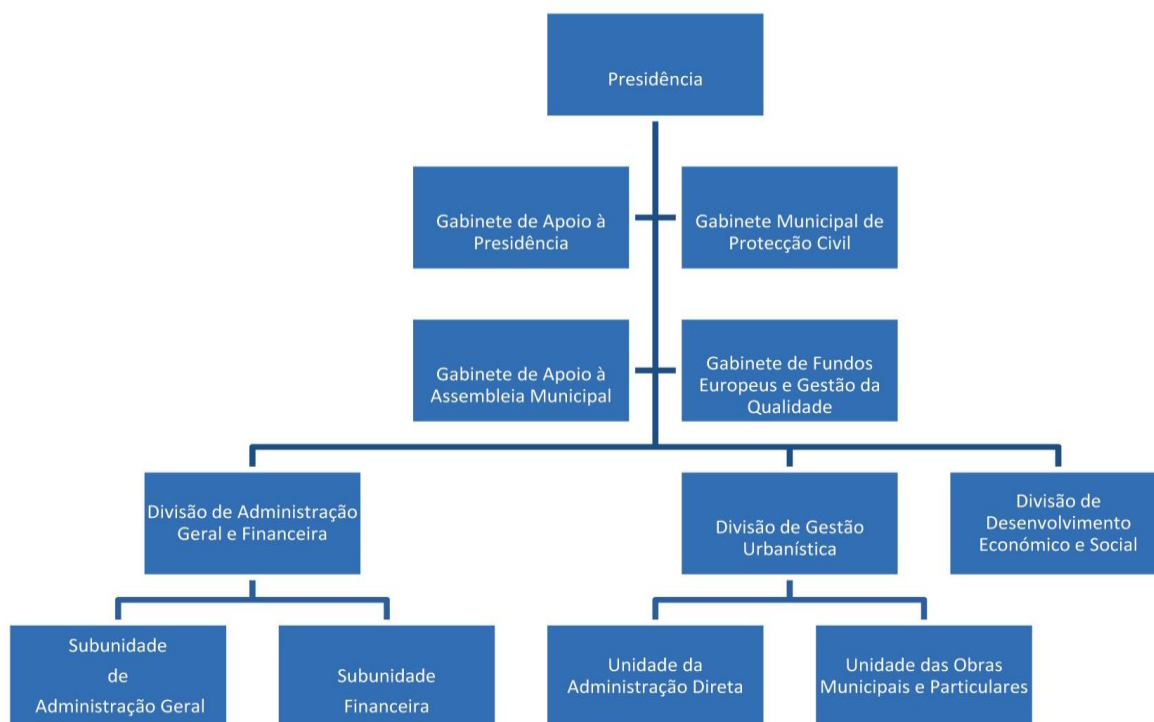 Presidência
Gabinete de Apoio à
Presidência
Gabinete Municipal de
Protecção Civil
Gabinete de Apoio à
Assembleia Municipal
Gabinete de Fundos
Europeus e Gestão da
Qualidade
Divisão de Administração
Geral e Financeira
Divisão de Gestão
Urbanística
Divisão de
Desenvolvimento
Económico e Social
Subunidade
de
Administração Geral
Subunidade
Financeira
Unidade da
Administração Direta
Unidade das Obras
Municipais e Particulares